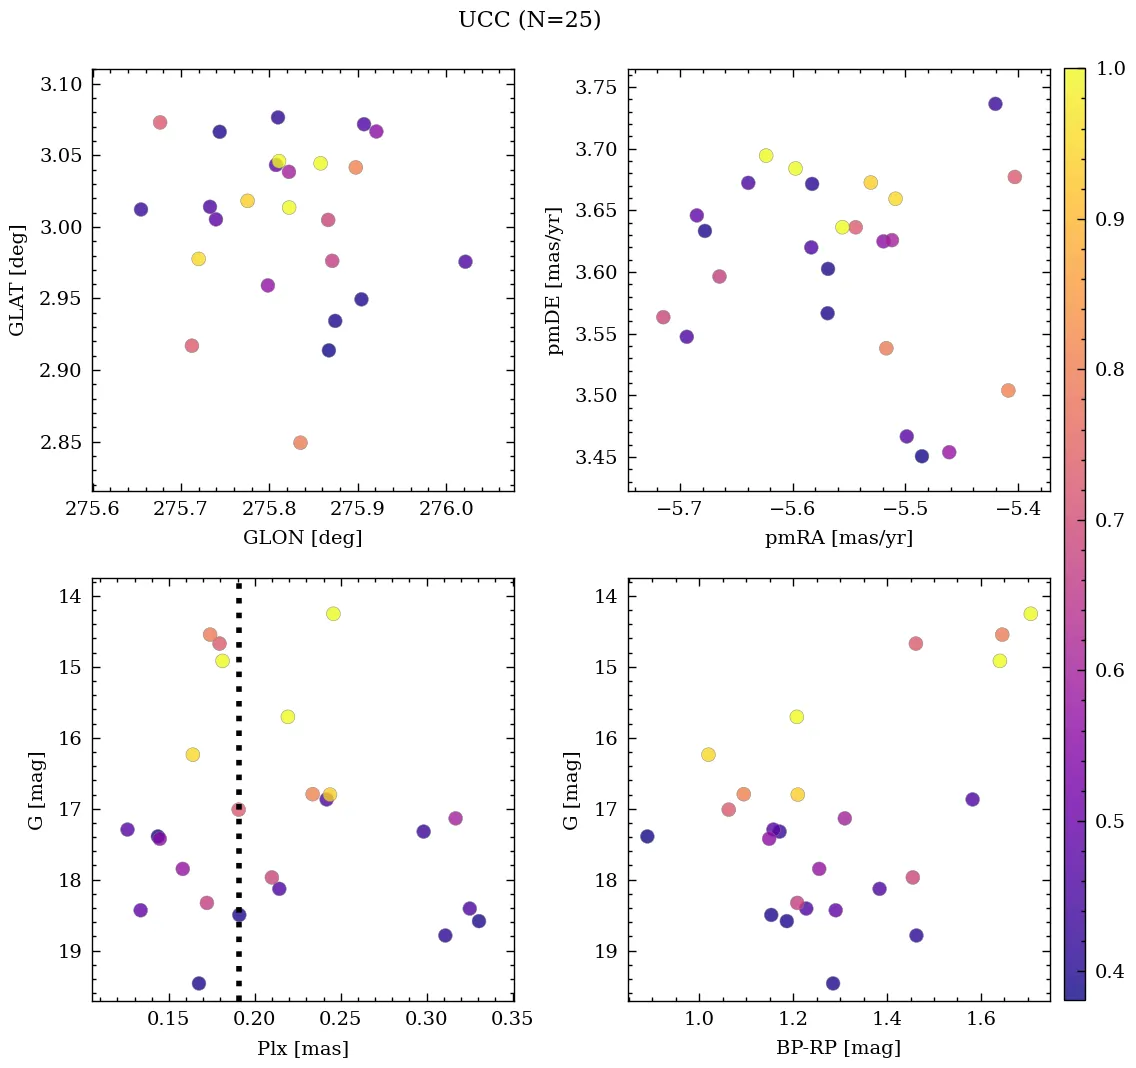 UCC (N=25)
3.10
3.05
3.00
2.95
2.90
2.85
GLAT [deg]
275.6 275.7 275.8 275.9 276.0
GLON [deg]
3.75
3.70
3.65
3.60
3.55
3.50
3.45
pmDE [mas/yr]
−5.7 −5.6 −5.5 −5.4
pmRA [mas/yr]
14
15
16
17
18
19
G [mag]
0.15 0.20 0.25 0.30 0.35
Plx [mas]
14
15
16
17
18
19
G [mag]
1.0 1.2 1.4 1.6
BP-RP [mag]
1.0
0.9
0.8
0.7
0.6
0.5
0.4